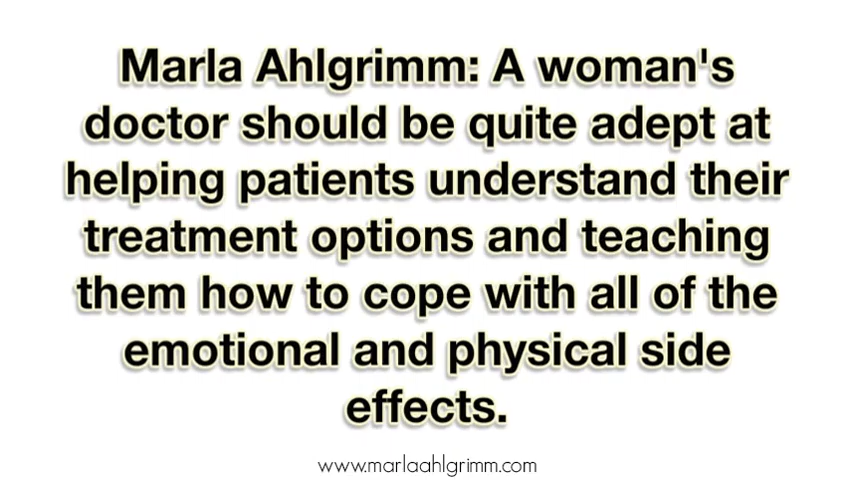 Marla Ahlgrimm: A woman's
doctor should be quite adept at
helping patients understand their
treatment options and teaching
them how to cope with all of the
emotional and physical side
effects.
www.marlaahlgrimm.com